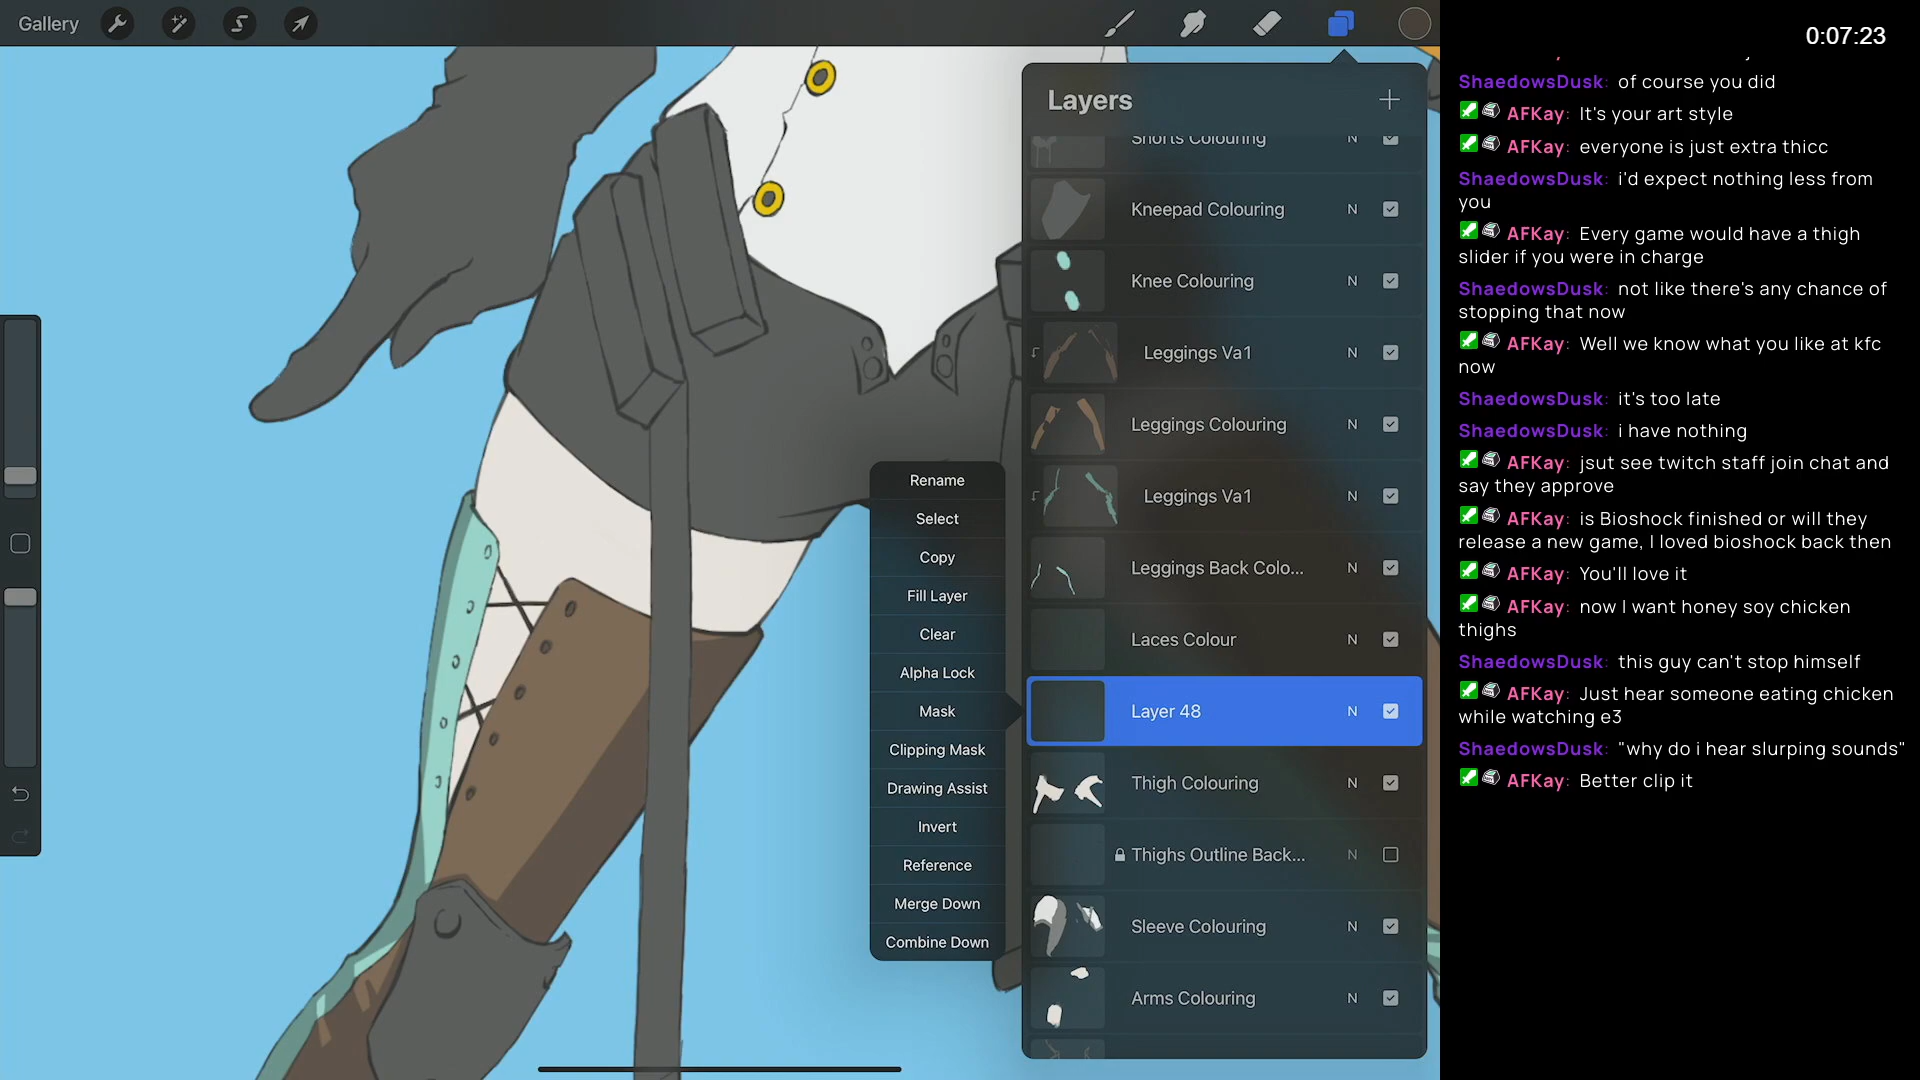 Gallery
0:07:23
Layers
Shorts Colouring N
Kneepad Colouring N
Knee Colouring N
Leggings Va1 N
Leggings Colouring N
Leggings Va1 N
Leggings Back Colo... N
Laces Colour N
Layer 48 N
Thigh Colouring N
Thighs Outline Back... N
Sleeve Colouring N
Arms Colouring N
Rename
Select
Copy
Fill Layer
Clear
Alpha Lock
Mask
Clipping Mask
Drawing Assist
Invert
Reference
Merge Down
Combine Down
ShaedowsDusk: of course you did
AFKay: It's your art style
AFKay: everyone is just extra thicc
ShaedowsDusk: i'd expect nothing less from
you
AFKay: Every game would have a thigh
slider if you were in charge
ShaedowsDusk: not like there's any chance of
stopping that now
AFKay: Well we know what you like at kfc
now
ShaedowsDusk: it's too late
ShaedowsDusk: i have nothing
AFKay: jsut see twitch staff join chat and
say they approve
AFKay: is Bioshock finished or will they
release a new game, I loved bioshock back then
AFKay: You'll love it
AFKay: now I want honey soy chicken
thighs
ShaedowsDusk: this guy can't stop himself
AFKay: Just hear someone eating chicken
while watching e3
ShaedowsDusk: "why do i hear slurping sounds"
AFKay: Better clip it